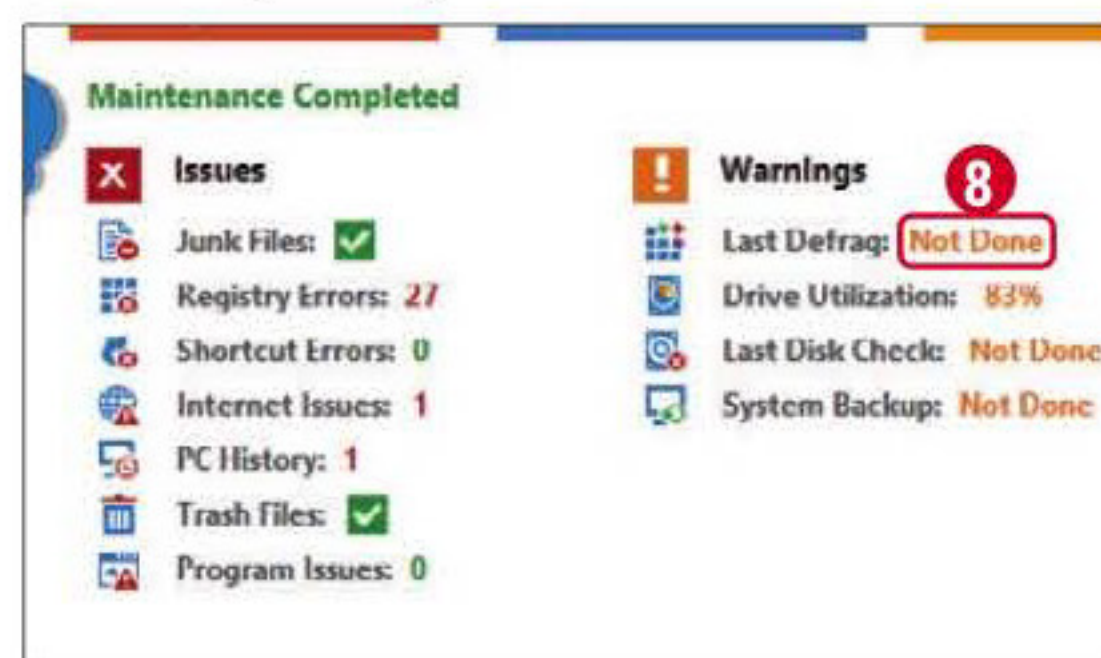 Maintenance Completed
Issues
Junk Files:
Registry Errors: 27
Shortcut Errors: 0
Internet Issues: 1
PC History: 1
Trash Files:
Program Issues: 0
Warnings
8
Last Defrag: Not Done
Drive Utilization: 83%
Last Disk Check: Not Done
System Backup: Not Done